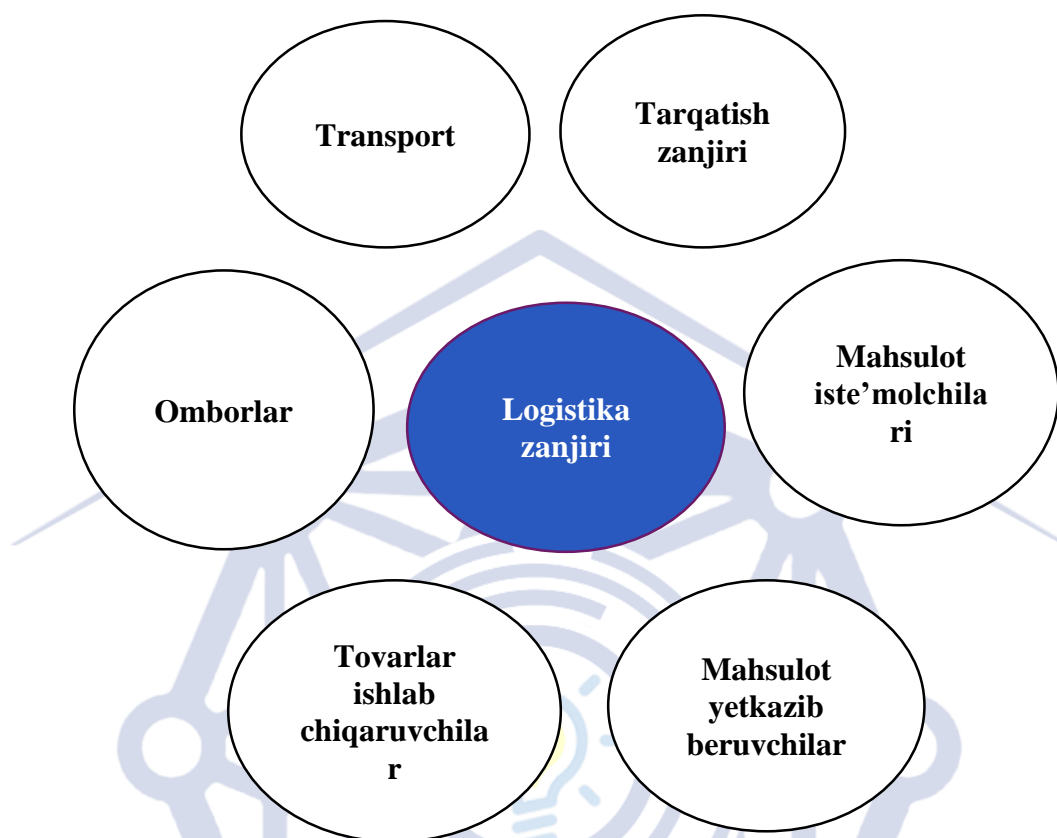 Transport
Tarqatish
zanjiri
Omborlar
Logistika
zanjiri
Mahsulot
iste’molchila
ri
Tovarlar
ishlab
chiqaruvchila
r
Mahsulot
yetkazib
beruvchilar